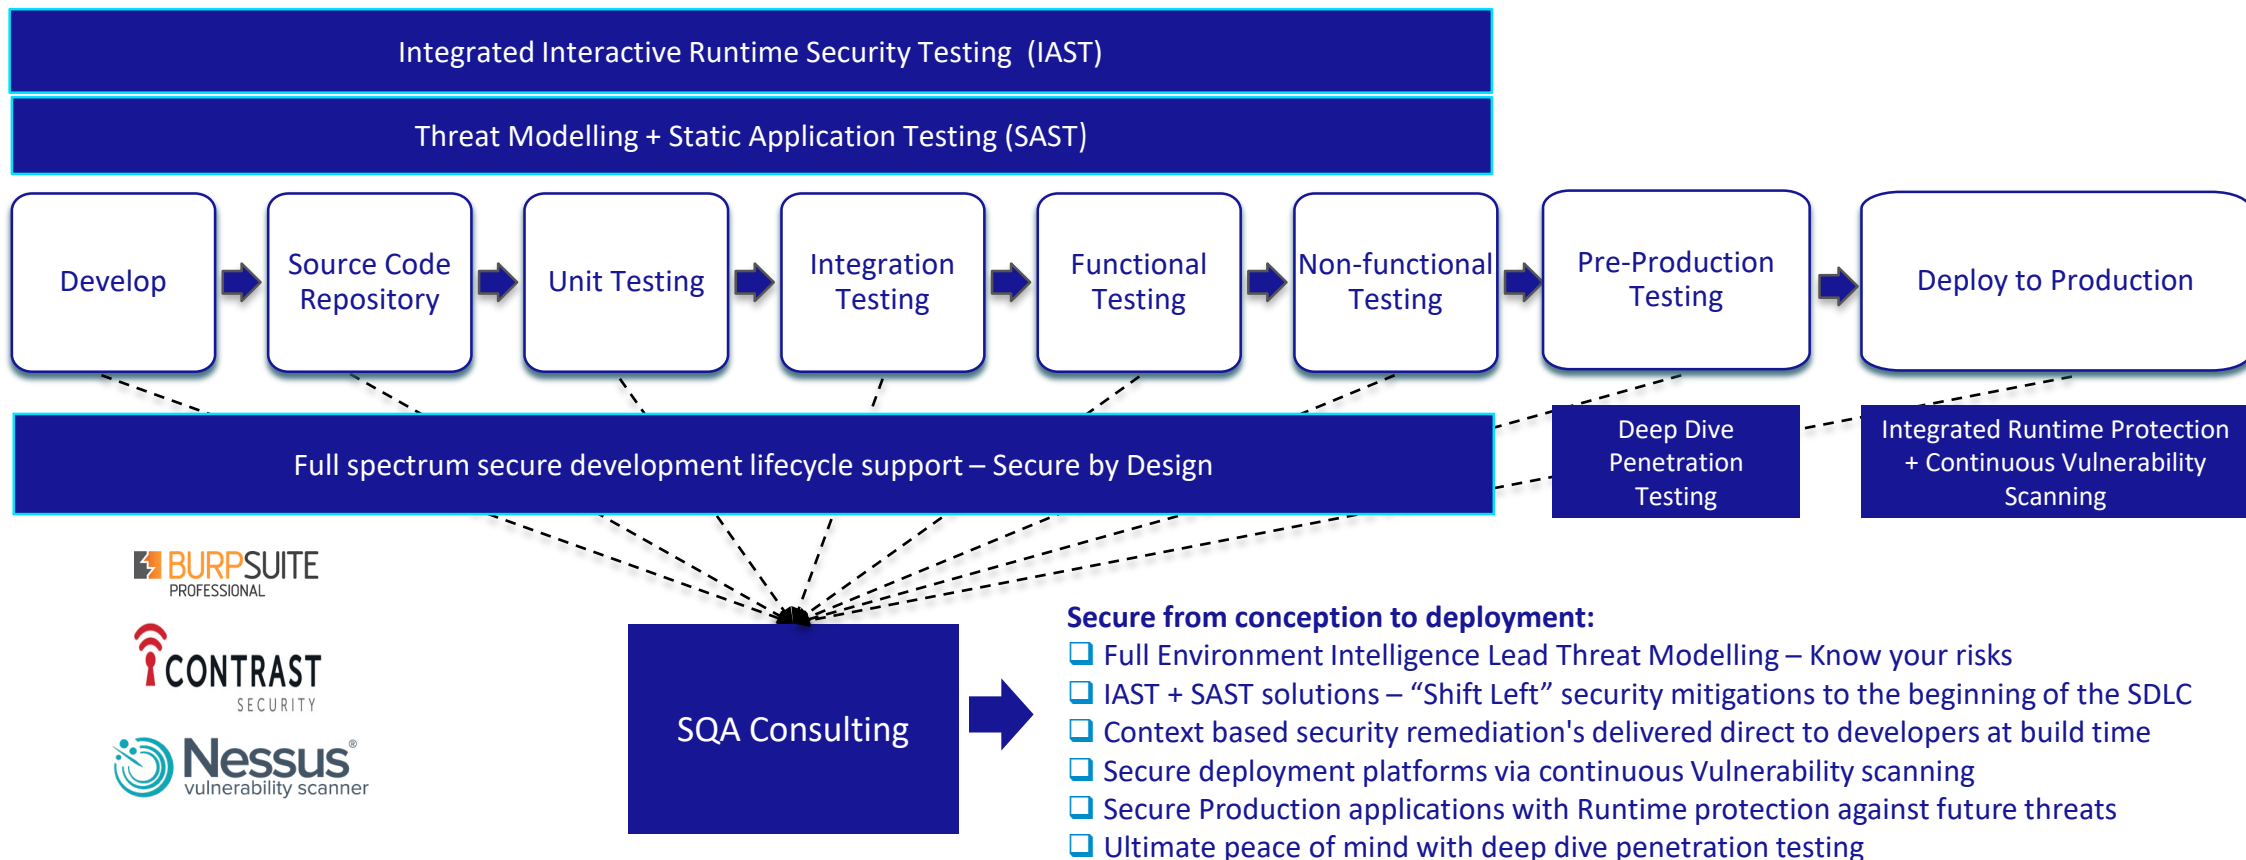 Integrated Interactive Runtime Security Testing (IAST)
Threat Modelling + Static Application Testing (SAST)
Develop
Source Code
Repository
Unit Testing
Integration
Testing
Functional
Testing
Non-functional
Testing
Pre-Production
Testing
Deploy to Production
Full spectrum secure development lifecycle support – Secure by Design
Deep Dive
Penetration
Testing
Integrated Runtime Protection
+ Continuous Vulnerability
Scanning
BURPSUITE
PROFESSIONAL
CONTRAST
SECURITY
Nessus®
vulnerability scanner
SQA Consulting
Secure from conception to deployment:
❑ Full Environment Intelligence Lead Threat Modelling – Know your risks
❑ IAST + SAST solutions – “Shift Left” security mitigations to the beginning of the SDLC
❑ Context based security remediation's delivered direct to developers at build time
❑ Secure deployment platforms via continuous Vulnerability scanning
❑ Secure Production applications with Runtime protection against future threats
❑ Ultimate peace of mind with deep dive penetration testing